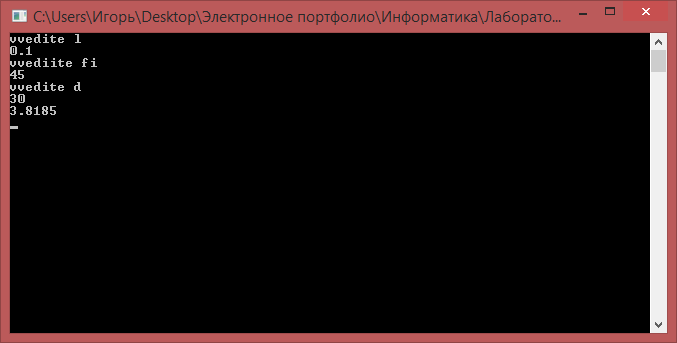 C:\Users\Игорь\Desktop\Электронное портфолио\Информатика\Лаборато...
vvedite l
0.1
vvediite fi
45
vvedite d
30
3.8185